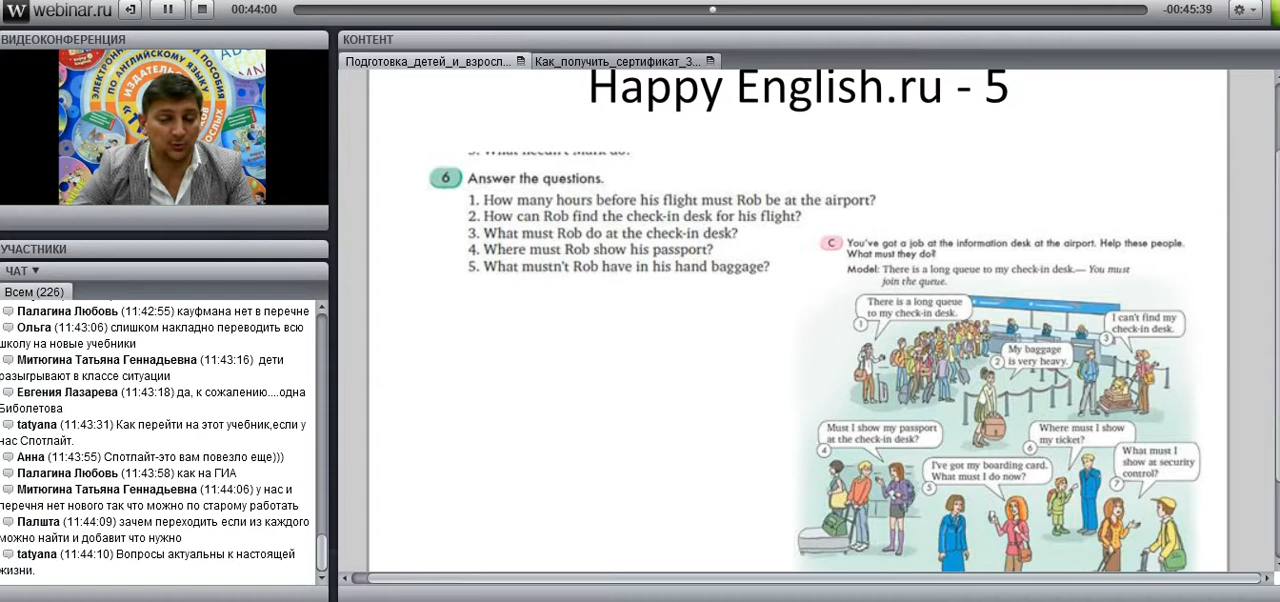 webinar.ru
00:44:00
-00:45:39
ВИДЕОКОНФЕРЕНЦИЯ
ЭЛЕКТРОННЫЕ
ПОСОБИЯ
ПО АНГЛИЙСКОМУ ЯЗЫКУ
УЧАСТНИКИ
ЧАТ ▼
Всем (226)
Палагина Любовь (11:42:55) кауфмана нет в перечне
Ольга (11:43:06) слишком накладно переводить всю
школу на новые учебники
Митюгина Татьяна Геннадьевна (11:43:16) дети
разыгрывают в классе ситуации
Евгения Лазарева (11:43:18) да, к сожалению....одна
Биболетова
tatyana (11:43:31) Как перейти на этот учебник,если у
нас Спотлайт.
Анна (11:43:55) Спотлайт-это вам повезло еще)))
Палагина Любовь (11:43:58) как на ГИА
Митюгина Татьяна Геннадьевна (11:44:06) у нас и
перечня нет нового так что можно по старому работать
Палшта (11:44:09) зачем переходить если из каждого
можно найти и добавит что нужно
tatyana (11:44:10) Вопросы актуальны к настоящей
жизни.
КОНТЕНТ
Подготовка_детей_и_взросл...
Как_получить_сертификат_З...
Happy English.ru - 5
6 Answer the questions.
1. How many hours before his flight must Rob be at the airport?
2. How can Rob find the check-in desk for his flight?
3. What must Rob do at the check-in desk?
4. Where must Rob show his passport?
5. What mustn't Rob have in his hand baggage?
C You've got a job at the information desk at the airport. Help these people.
What must they do?
Model: There is a long queue to my check-in desk.— You must
join the queue.
There is a long queue
to my check-in desk.
1
My baggage
2 is very heavy.
I can't find my
3 check-in desk.
Must I show my passport
at the check-in desk?
4
I've got my boarding card.
What must I do now?
5
Where must I show
my ticket?
6
What must I
show at security
control?
7